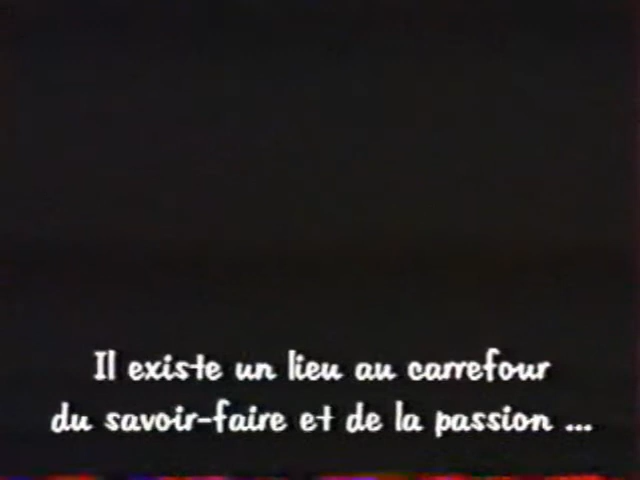 Il existe un lieu au carrefour
du savoir-faire et de la passion ...